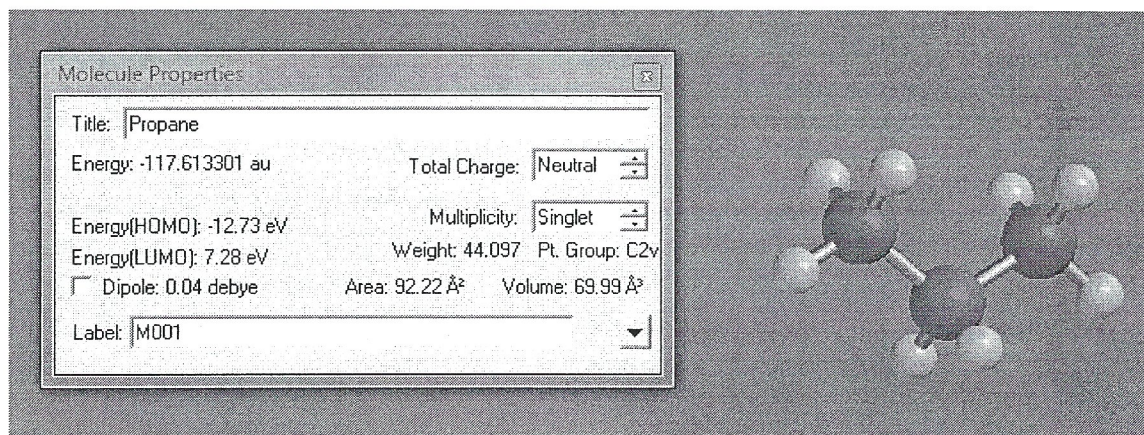 Molecule Properties
Title: Propane
Energy: -117.613301 au Total Charge: Neutral
Energy(HOMO): -12.73 eV Multiplicity: Singlet
Energy(LUMO): 7.28 eV Weight: 44.097 Pt. Group: C2v
Dipole: 0.04 debye Area: 92.22 Å² Volume: 69.99 Å³
Label: M001